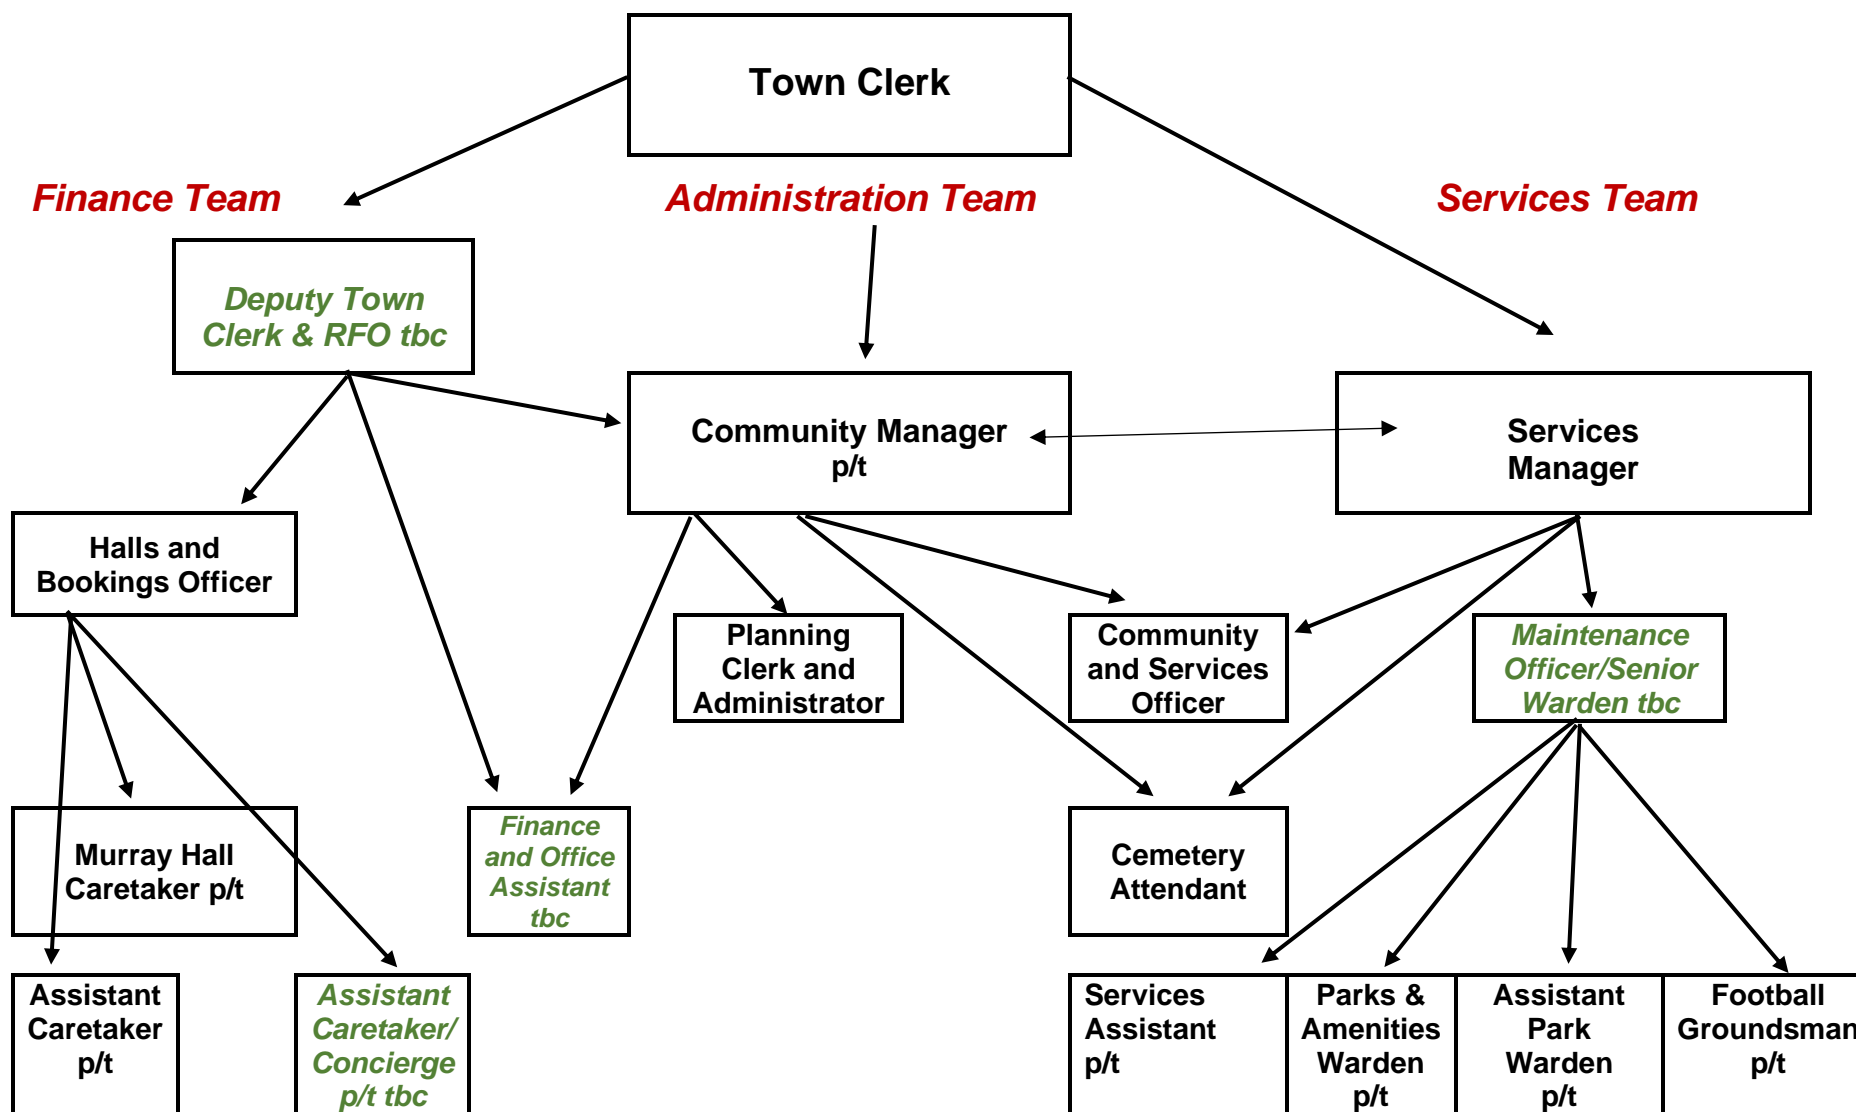 Town Clerk
Finance Team
Administration Team
Services Team
Deputy Town
Clerk & RFO tbc
Community Manager
p/t
Services
Manager
Halls and
Bookings Officer
Planning
Clerk and
Administrator
Community
and Services
Officer
Maintenance
Officer/Senior
Warden tbc
Murray Hall
Caretaker p/t
Finance
and Office
Assistant
tbc
Cemetery
Attendant
Assistant
Caretaker
p/t
Assistant
Caretaker/
Concierge
p/t tbc
Services
Assistant
p/t
Parks &
Amenities
Warden
p/t
Assistant
Park
Warden
p/t
Football
Groundsman
p/t